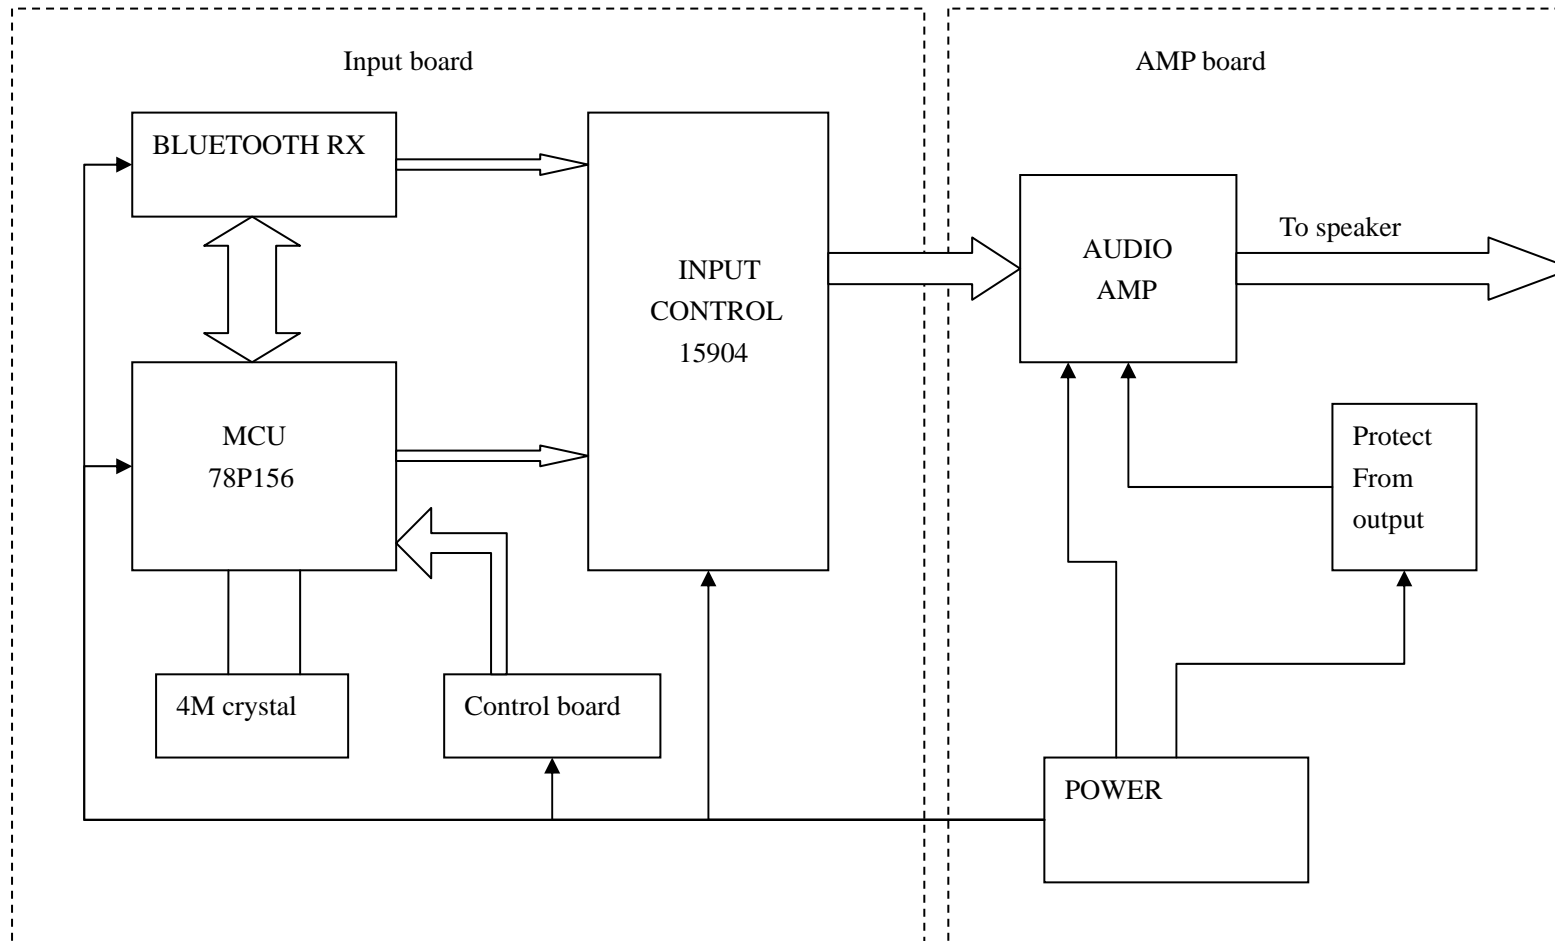 Input board
AMP board
BLUETOOTH RX
INPUT
CONTROL
15904
AUDIO
AMP
To speaker
MCU
78P156
Protect
From
output
4M crystal
Control board
POWER